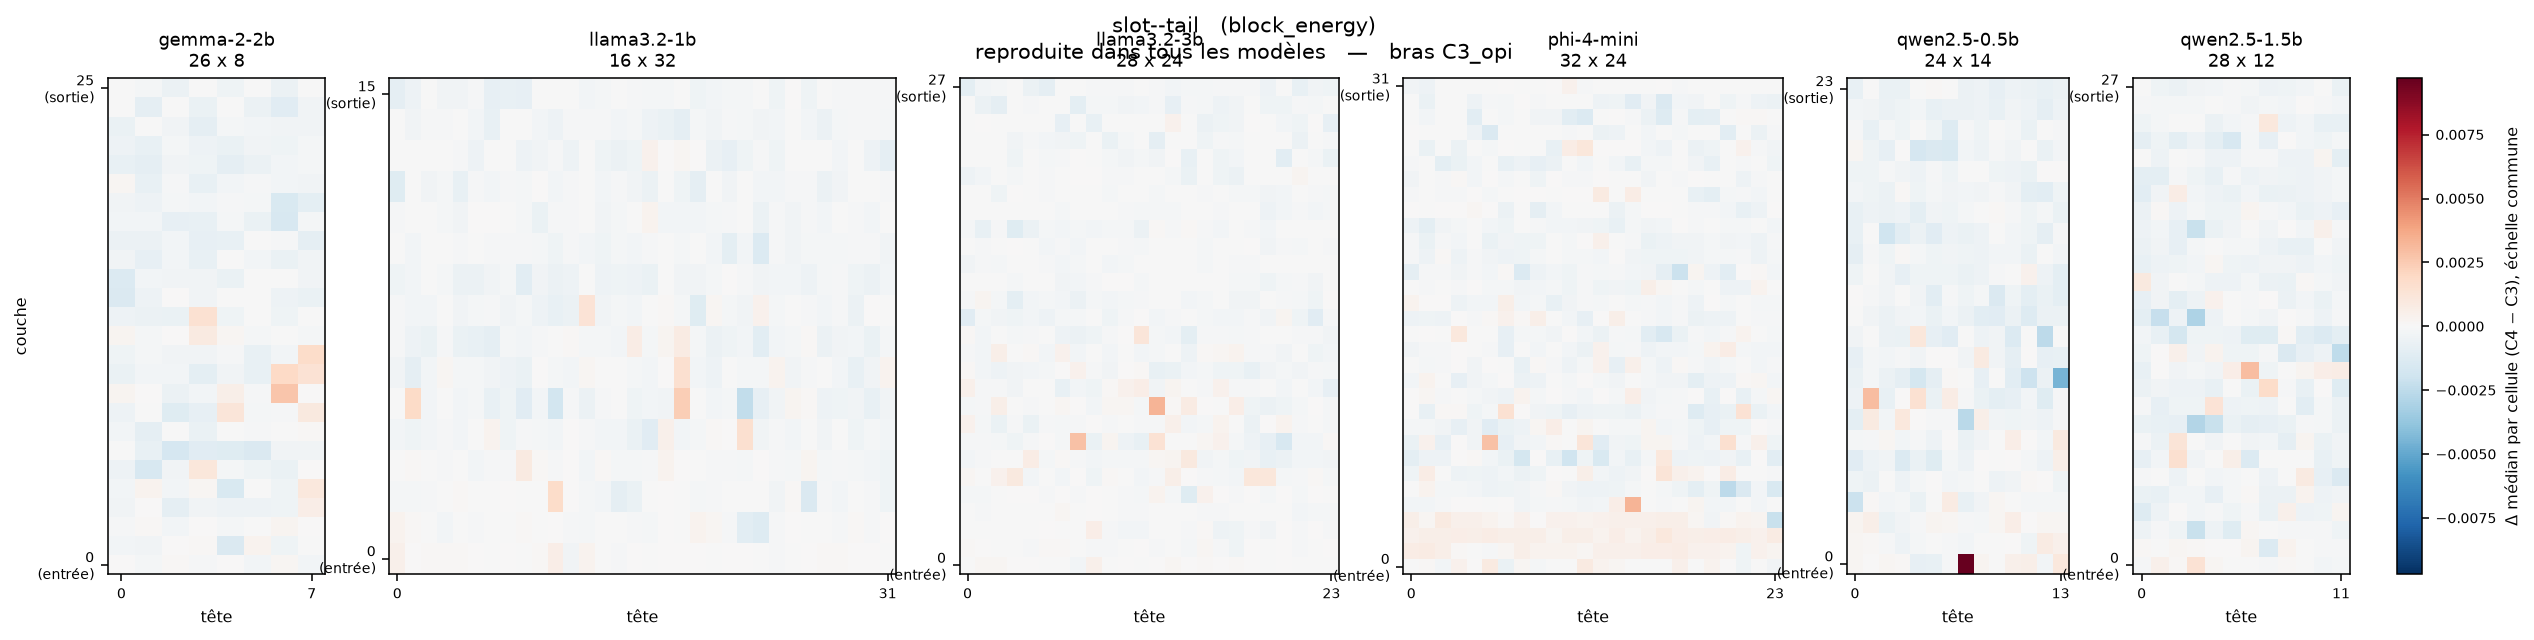 slot--tail (block_energy)
reproduite dans tous les modèles — bras C3_opi
gemma-2-2b
26 x 8
llama3.2-1b
16 x 32
llama3.2-3b
28 x 24
phi-4-mini
32 x 24
qwen2.5-0.5b
24 x 14
qwen2.5-1.5b
28 x 12
couche
25
(sortie)
0
(entrée)
0
7
tête
15
(sortie)
0
(entrée)
0
31
tête
27
(sortie)
0
(entrée)
0
23
tête
31
(sortie)
0
(entrée)
0
23
tête
23
(sortie)
0
(entrée)
0
13
tête
27
(sortie)
0
(entrée)
0
11
tête
0.0075
0.0050
0.0025
0.0000
−0.0025
−0.0050
−0.0075
Δ médian par cellule (C4 − C3), échelle commune